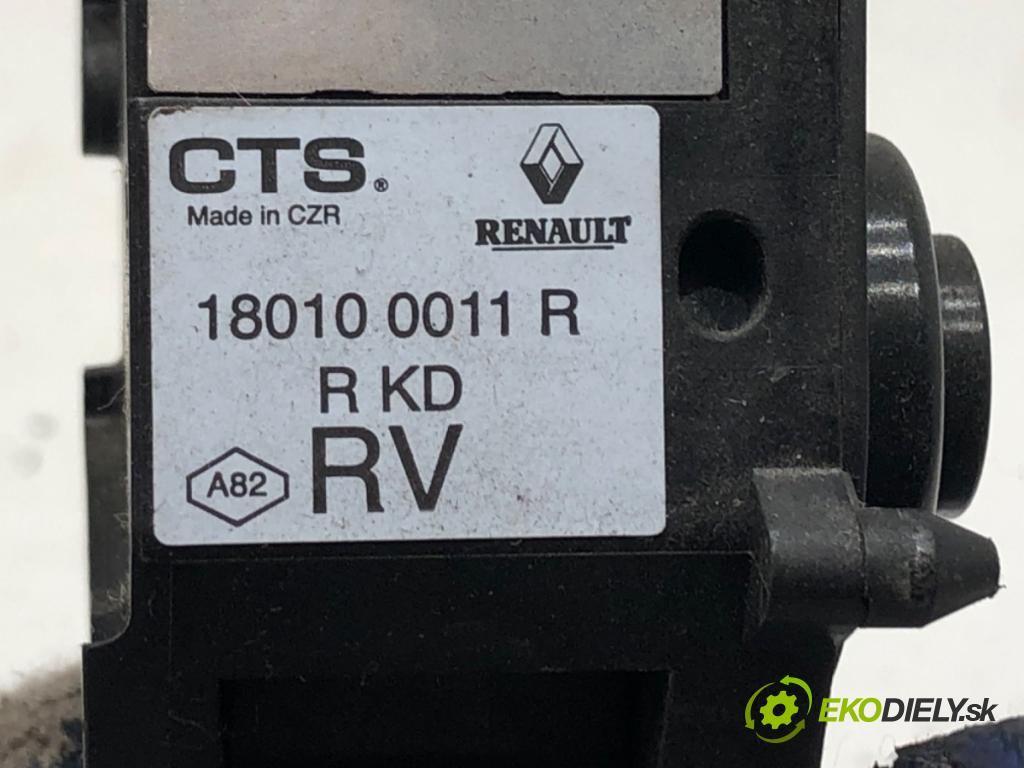 CTS®
Made in CZR
RENAULT
18010 0011 R
R KD
A82
RV
EKODIELY.sk